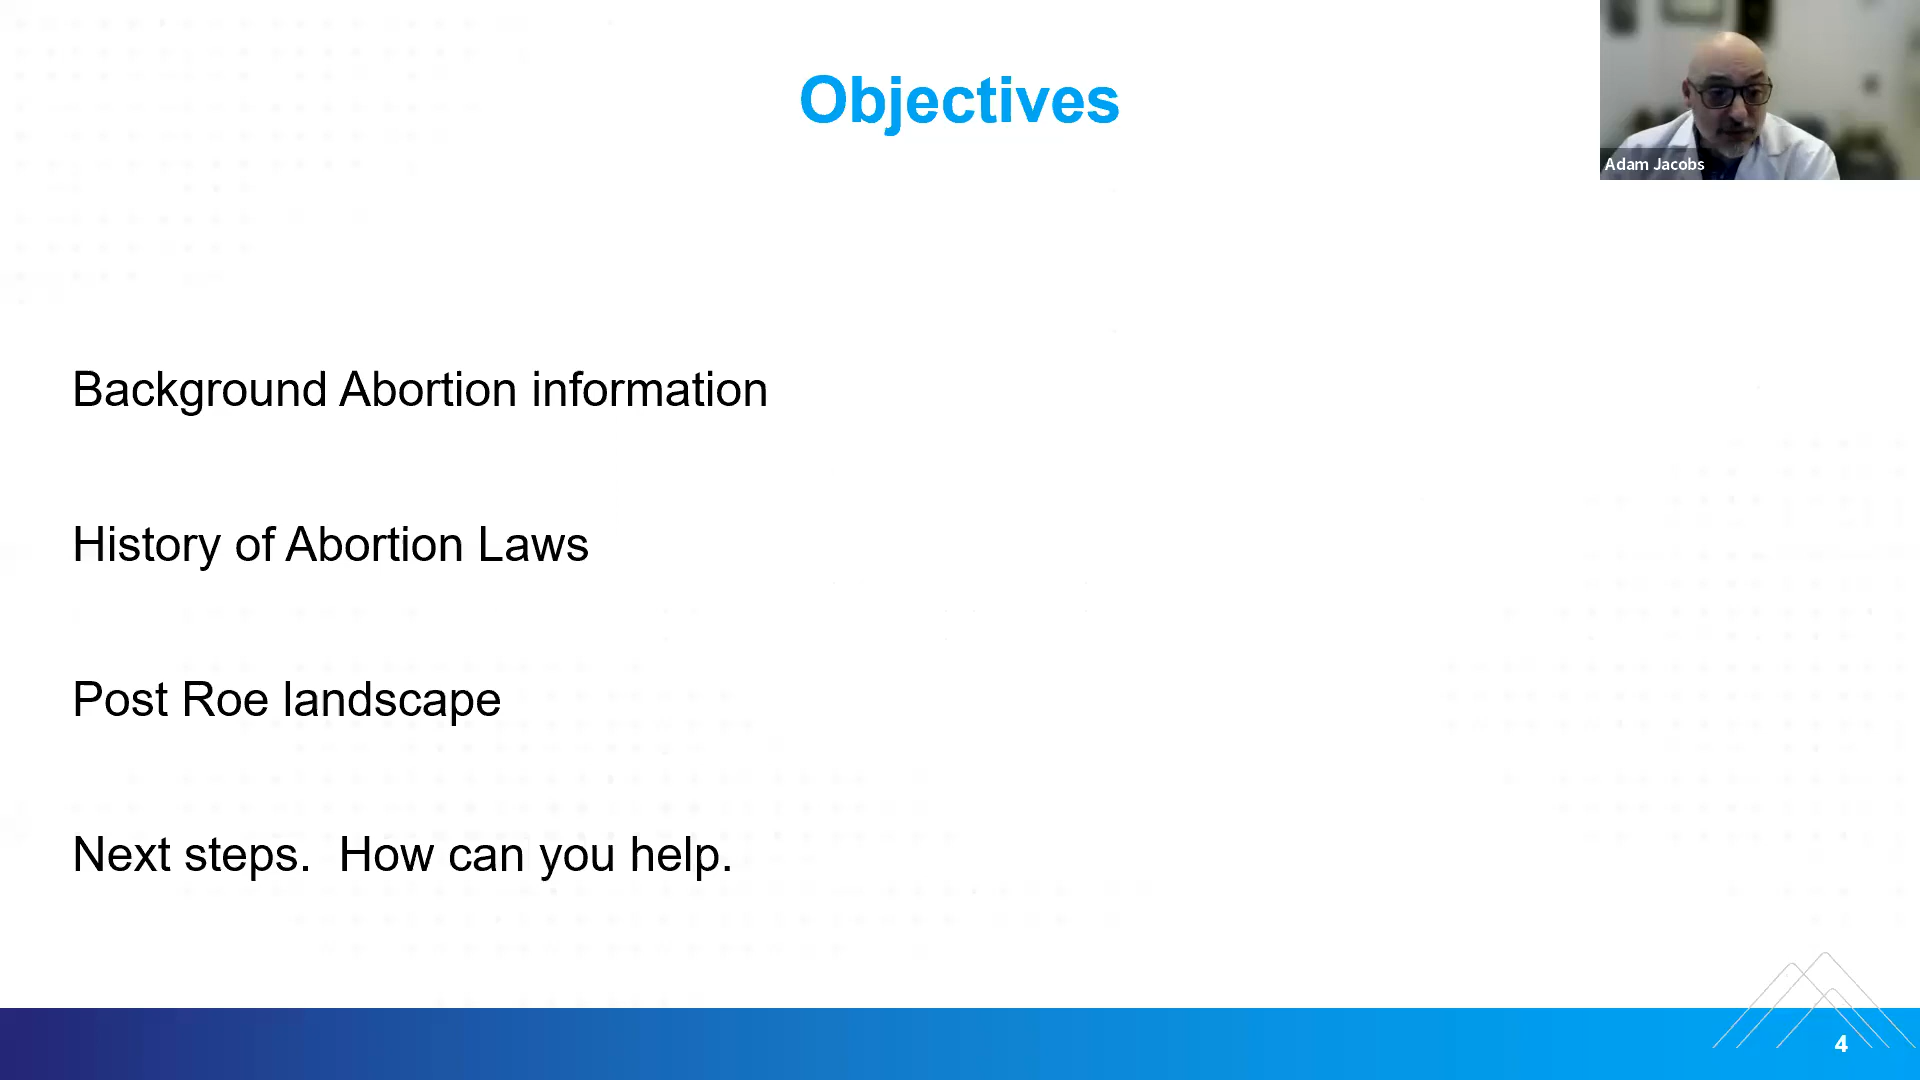 Objectives
Adam Jacobs
Background Abortion information
History of Abortion Laws
Post Roe landscape
Next steps.  How can you help.
4